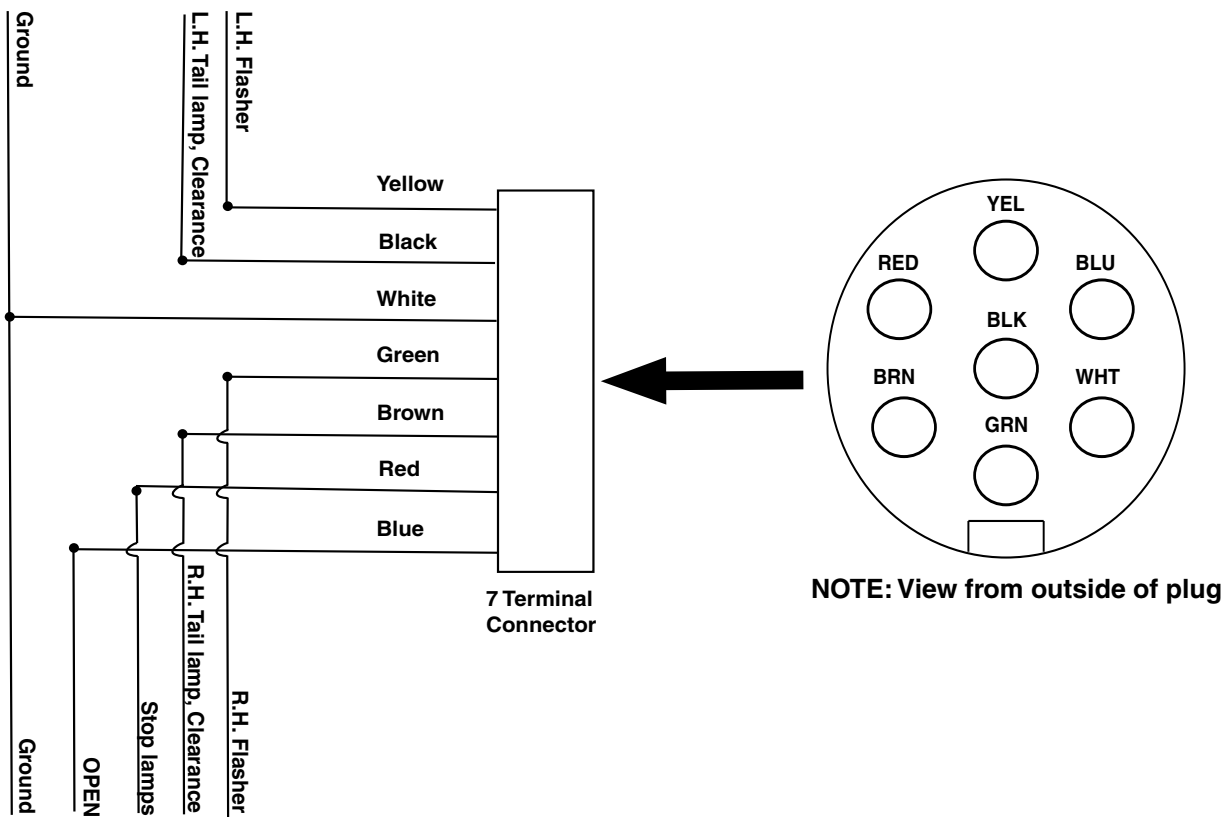 Ground
L.H. Tail lamp, Clearance
L.H. Flasher
Yellow
Black
White
Green
Brown
Red
Blue
7 Terminal
Connector
Ground
OPEN
Stop lamps
R.H. Tail lamp, Clearance
R.H. Flasher
YEL
RED
BLU
BLK
BRN
WHT
GRN
NOTE: View from outside of plug